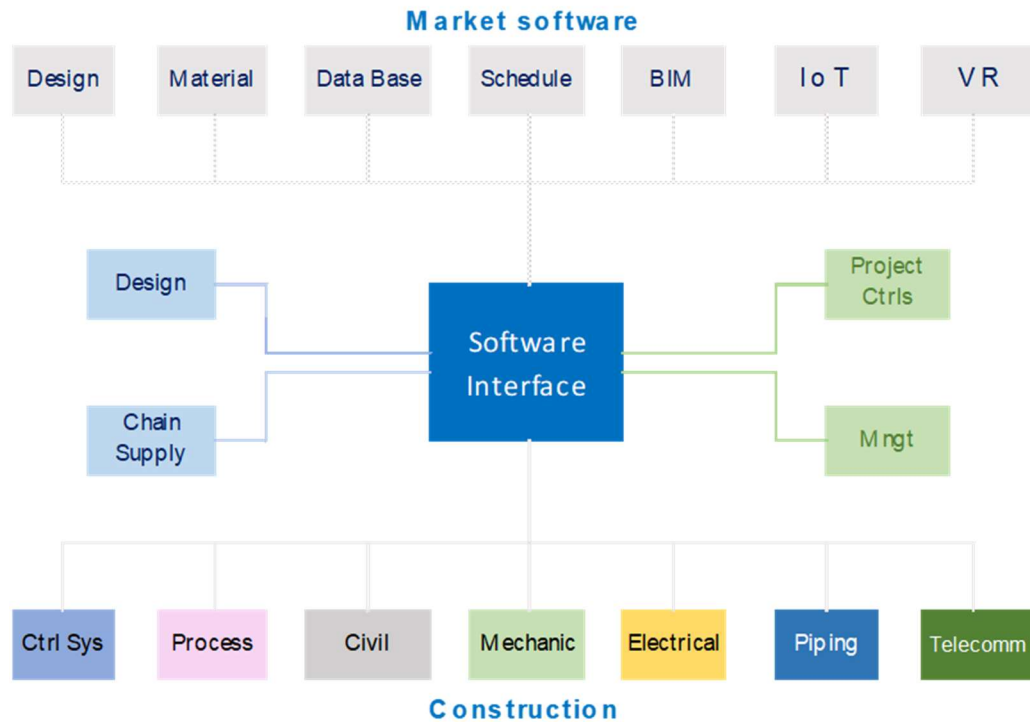 Market software
Design
Material
Data Base
Schedule
BIM
IoT
VR
Design
Project
Ctrls
Software
Interface
Chain
Supply
Mngt
Ctrl Sys
Process
Civil
Mechanic
Electrical
Piping
Telecomm
Construction